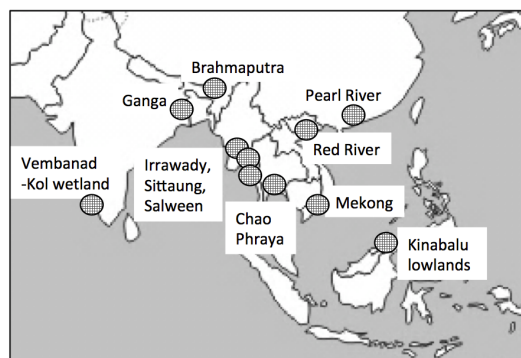 Brahmaputra
Ganga
Pearl River
Red River
Vembanad
-Kol wetland
Irrawady,
Sittaung,
Salween
Chao
Phraya
Mekong
Kinabalu
lowlands